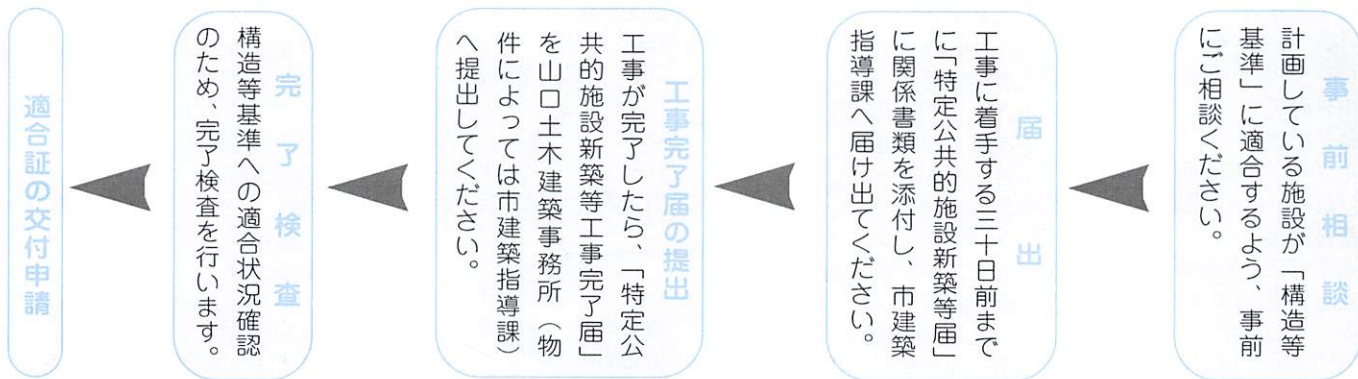 事前相談
計画している施設が「構造等
基準」に適合するよう、事前
にご相談ください。
届出
工事に着手する三十日前まで
に「特定公共的施設新築等届」
に関係書類を添付し、市建築
指導課へ届け出てください。
工事完了届の提出
工事が完了したら、「特定公
共的施設新築等工事完了届」
を山口土木建築事務所（物
件によっては市建築指導課）
へ提出してください。
完了検査
構造等基準への適合状況確認
のため、完了検査を行います。
適合証の交付申請